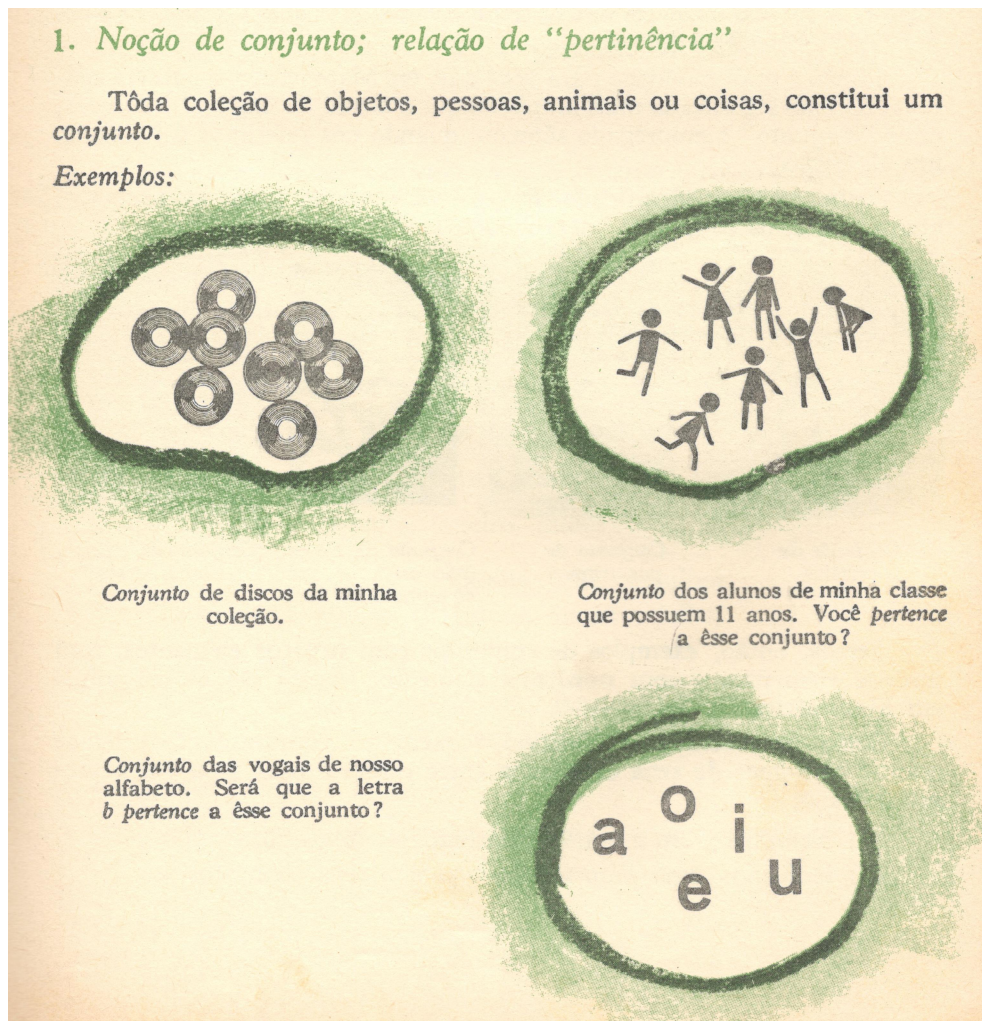 1. Noção de conjunto; relação de “pertinência”
Tôda coleção de objetos, pessoas, animais ou coisas, constitui um
conjunto.
Exemplos:
Conjunto de discos da minha
coleção.
Conjunto dos alunos de minha classe
que possuem 11 anos. Você pertence
a êsse conjunto?
Conjunto das vogais de nosso
alfabeto. Será que a letra
b pertence a êsse conjunto?
o
a i
e u